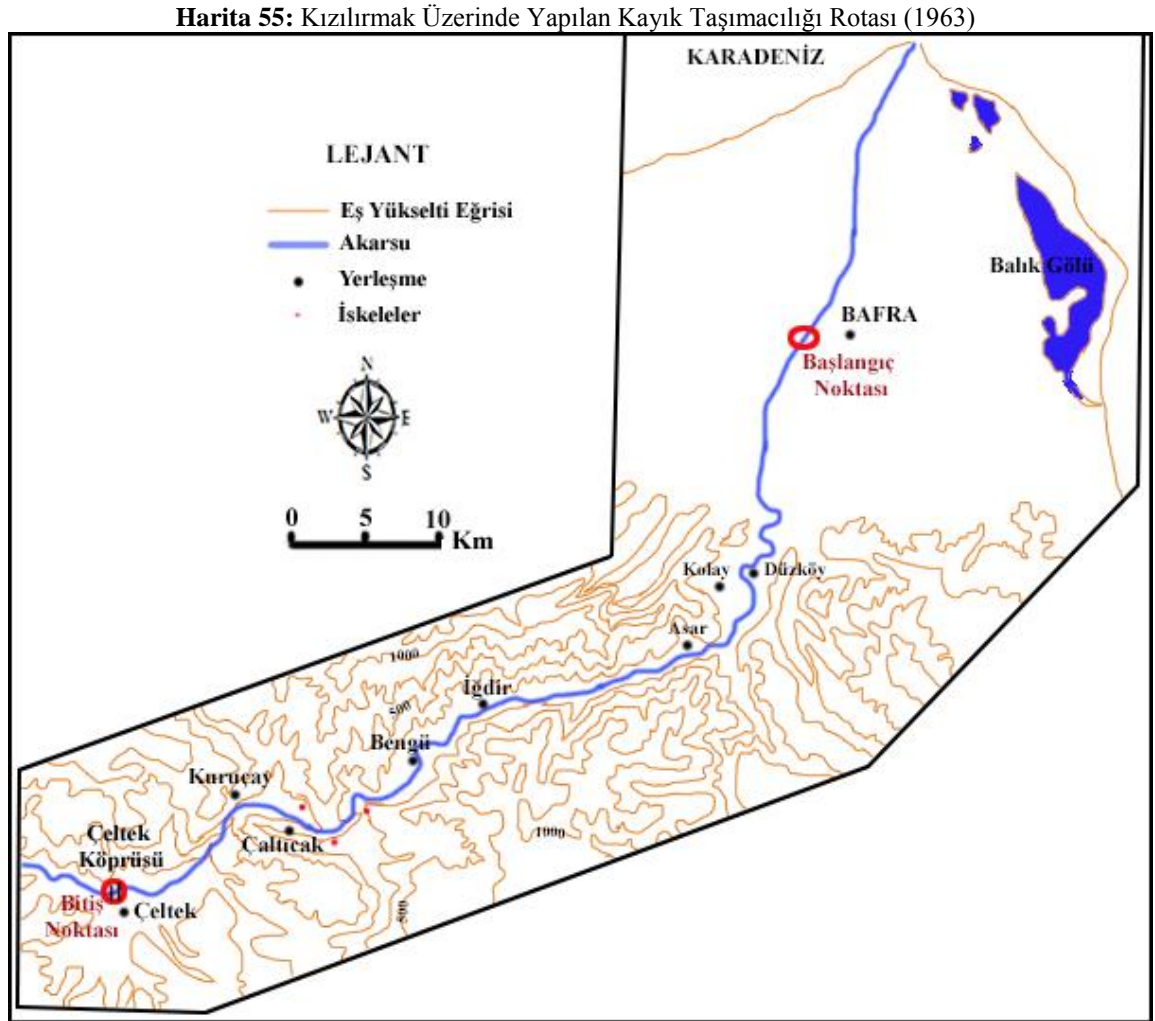 Harita 55: Kızılırmak Üzerinde Yapılan Kayık Taşımacılığı Rotası (1963)
KARADENİZ
LEJANT
Eş Yükselti Eğrisi
Akarsu
Yerleşme
İskeleler
N
W E
S
0 5 10
Km
Balık Gölü
BAFRA
Başlangıç
Noktası
Kolay
Düzköy
Asar
1000
İğdir
500
Bengü
Kuruçay
Çaltıcak
1000
Çeltek
Köprüsü
Bitiş
Noktası
Çeltek
500